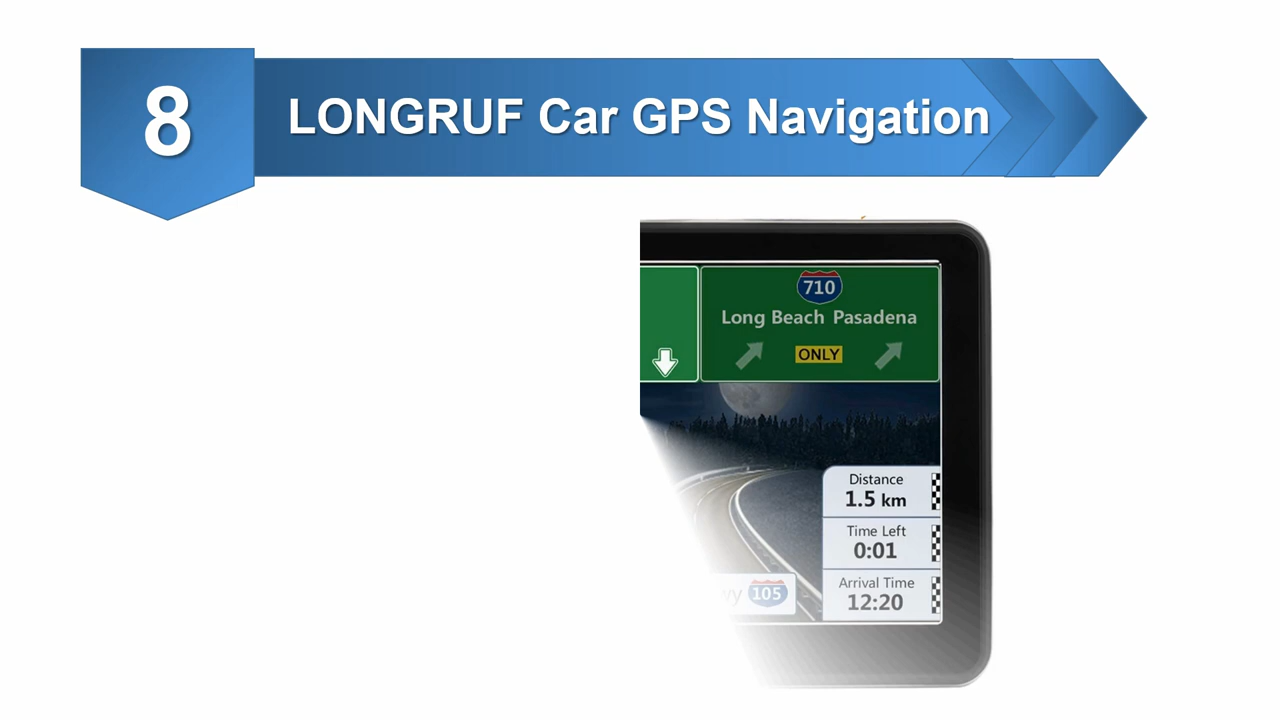 8
LONGRUF Car GPS Navigation
710
Long Beach Pasadena
ONLY
Distance
1.5 km
Time Left
0:01
105
Arrival Time
12:20